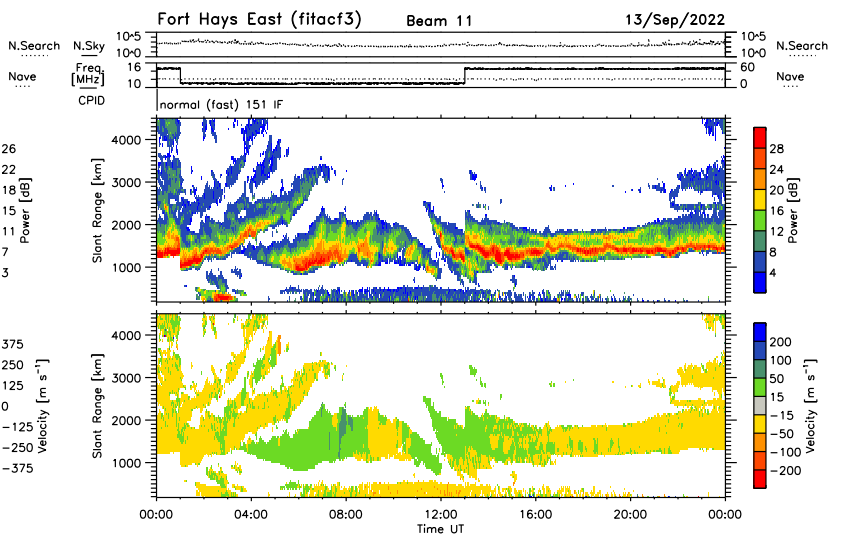 Fort Hays East (fitacf3) Beam 11 13/Sep/2022
N.Search N.Sky 10^5 10^0 10^5 10^0 N.Search
Nave Freq. [MHz] 16 10 60 0 Nave
CPID normal (fast) 151 IF
Slant Range [km] 4000 3000 2000 1000
26 22 18 15 11 7 3 Power [dB]
28 24 20 16 12 8 4 Power [dB]
Slant Range [km] 4000 3000 2000 1000
375 250 125 0 −125 −250 −375 Velocity [m s⁻¹]
200 100 50 15 −15 −50 −100 −200 Velocity [m s⁻¹]
00:00 04:00 08:00 12:00 16:00 20:00 00:00
Time UT